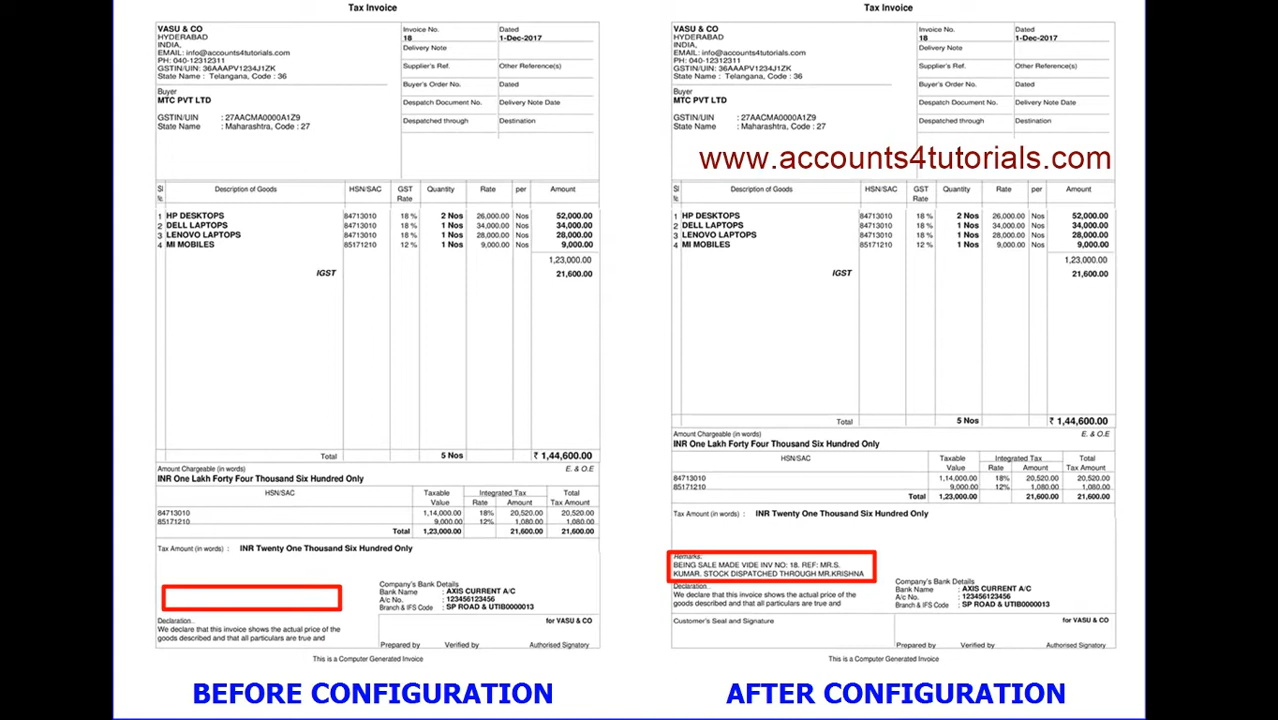 Tax Invoice
VASU & CO
HYDERABAD
INDIA,
EMAIL: info@accounts4tutorials.com
PH: 040-12312311
GSTIN/UIN: 36AAAPV1234J1ZK
State Name : Telangana, Code : 36
Invoice No.
18
Dated
1-Dec-2017
Delivery Note
Supplier's Ref.
Other Reference(s)
Buyer
MTC PVT LTD
GSTIN/UIN : 27AACMA0000A1Z9
State Name : Maharashtra, Code : 27
Buyer's Order No.
Dated
Despatch Document No.
Delivery Note Date
Despatched through
Destination
Sl Description of Goods HSN/SAC GST Rate Quantity Rate per Amount
1 HP DESKTOPS 84713010 18 % 2 Nos 26,000.00 Nos 52,000.00
2 DELL LAPTOPS 84713010 18 % 1 Nos 34,000.00 Nos 34,000.00
3 LENOVO LAPTOPS 84713010 18 % 1 Nos 28,000.00 Nos 28,000.00
4 MI MOBILES 85171210 12 % 1 Nos 9,000.00 Nos 9,000.00
1,23,000.00
IGST 21,600.00
Total 5 Nos ₹ 1,44,600.00
Amount Chargeable (in words) E. & O.E
INR One Lakh Forty Four Thousand Six Hundred Only
HSN/SAC Taxable Value Integrated Tax Rate Amount Total Tax Amount
84713010 1,14,000.00 18% 20,520.00 20,520.00
85171210 9,000.00 12% 1,080.00 1,080.00
Total 1,23,000.00 21,600.00 21,600.00
Tax Amount (in words) : INR Twenty One Thousand Six Hundred Only
Company's Bank Details
Bank Name : AXIS CURRENT A/C
A/c No. : 123456123456
Branch & IFS Code : SP ROAD & UTIB0000013
Declaration
We declare that this invoice shows the actual price of the
goods described and that all particulars are true and
for VASU & CO
Prepared by Verified by Authorised Signatory
This is a Computer Generated Invoice
BEFORE CONFIGURATION
Tax Invoice
VASU & CO
HYDERABAD
INDIA,
EMAIL: info@accounts4tutorials.com
PH: 040-12312311
GSTIN/UIN: 36AAAPV1234J1ZK
State Name : Telangana, Code : 36
Invoice No.
18
Dated
1-Dec-2017
Delivery Note
Supplier's Ref.
Other Reference(s)
Buyer
MTC PVT LTD
GSTIN/UIN : 27AACMA0000A1Z9
State Name : Maharashtra, Code : 27
Buyer's Order No.
Dated
Despatch Document No.
Delivery Note Date
Despatched through
Destination
www.accounts4tutorials.com
Sl Description of Goods HSN/SAC GST Rate Quantity Rate per Amount
1 HP DESKTOPS 84713010 18 % 2 Nos 26,000.00 Nos 52,000.00
2 DELL LAPTOPS 84713010 18 % 1 Nos 34,000.00 Nos 34,000.00
3 LENOVO LAPTOPS 84713010 18 % 1 Nos 28,000.00 Nos 28,000.00
4 MI MOBILES 85171210 12 % 1 Nos 9,000.00 Nos 9,000.00
1,23,000.00
IGST 21,600.00
Total 5 Nos ₹ 1,44,600.00
Amount Chargeable (in words) E. & O.E
INR One Lakh Forty Four Thousand Six Hundred Only
HSN/SAC Taxable Value Integrated Tax Rate Amount Total Tax Amount
84713010 1,14,000.00 18% 20,520.00 20,520.00
85171210 9,000.00 12% 1,080.00 1,080.00
Total 1,23,000.00 21,600.00 21,600.00
Tax Amount (in words) : INR Twenty One Thousand Six Hundred Only
Remarks:
BEING SALE MADE VIDE INV NO: 18. REF: MR.S.
KUMAR. STOCK DISPATCHED THROUGH MR.KRISHNA
Declaration
We declare that this invoice shows the actual price of the
goods described and that all particulars are true and
Company's Bank Details
Bank Name : AXIS CURRENT A/C
A/c No. : 123456123456
Branch & IFS Code : SP ROAD & UTIB0000013
Customer's Seal and Signature
for VASU & CO
Prepared by Verified by Authorised Signatory
This is a Computer Generated Invoice
AFTER CONFIGURATION